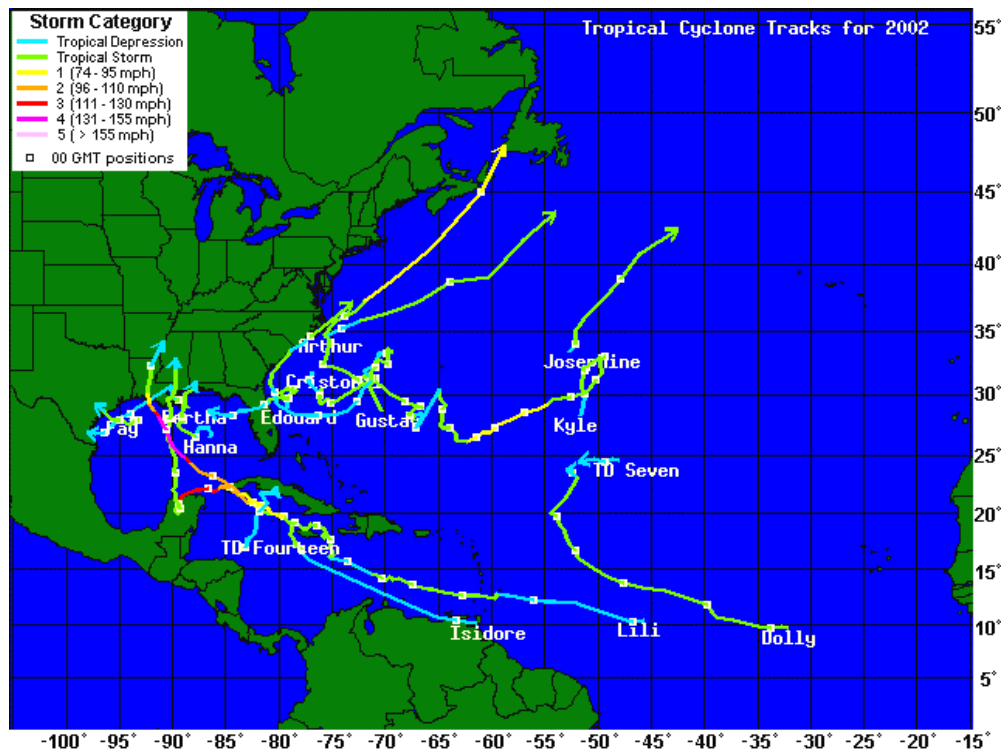 Storm Category
Tropical Depression
Tropical Storm
1 (74 - 95 mph)
2 (96 - 110 mph)
3 (111 - 130 mph)
4 (131 - 155 mph)
5 ( > 155 mph)
00 GMT positions
Tropical Cyclone Tracks for 2002
55°
50°
45°
40°
35°
30°
25°
20°
15°
10°
5°
Arthur
Josephine
Cristob
Edouard
Gustav
Kyle
Fay
ertha
Hanna
TD Seven
TD Fourteen
Isidore
Lili
Dolly
-100° -95° -90° -85° -80° -75° -70° -65° -60° -55° -50° -45° -40° -35° -30° -25° -20° -15°